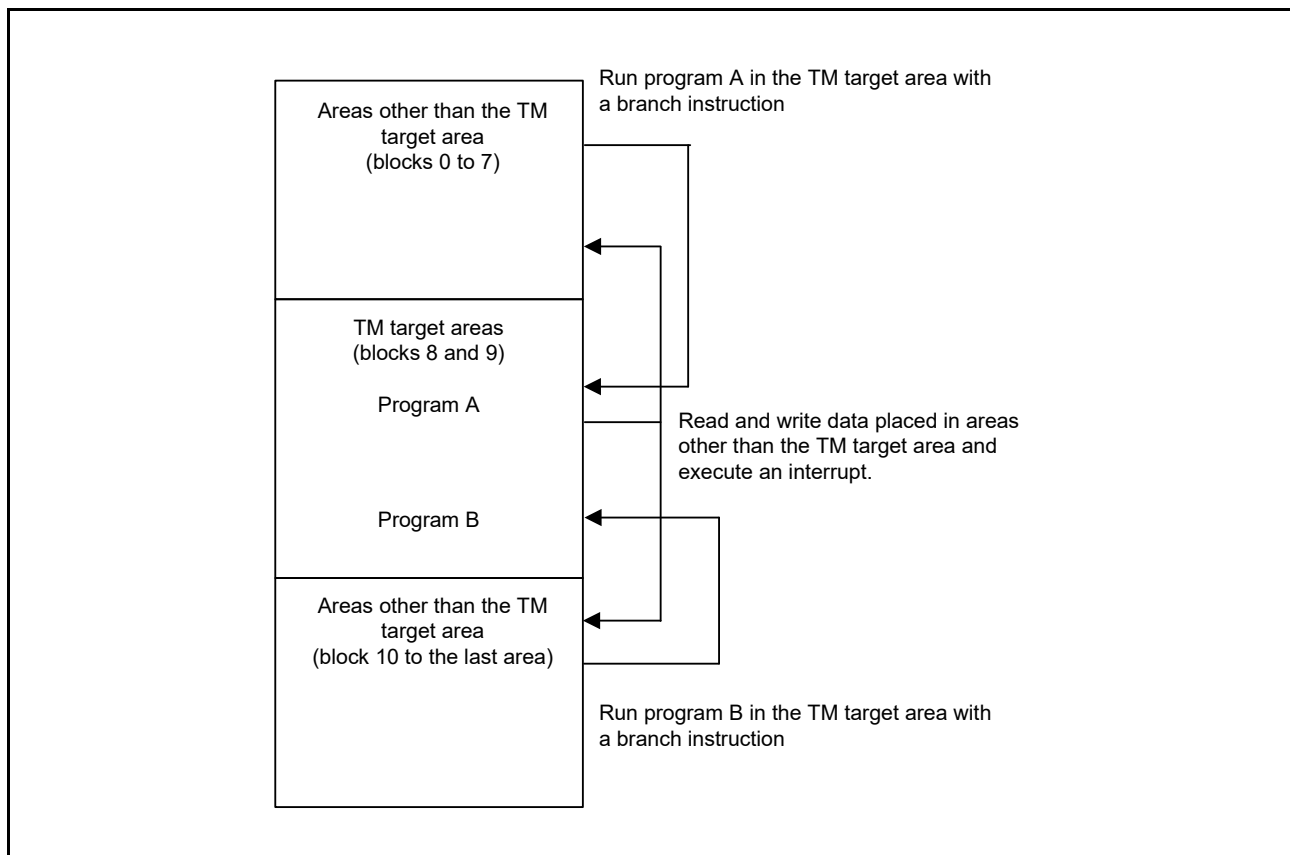 Run program A in the TM target area with
a branch instruction
Areas other than the TM
target area
(blocks 0 to 7)
TM target areas
(blocks 8 and 9)
Program A
Read and write data placed in areas
other than the TM target area and
execute an interrupt.
Program B
Areas other than the TM
target area
(block 10 to the last area)
Run program B in the TM target area with
a branch instruction